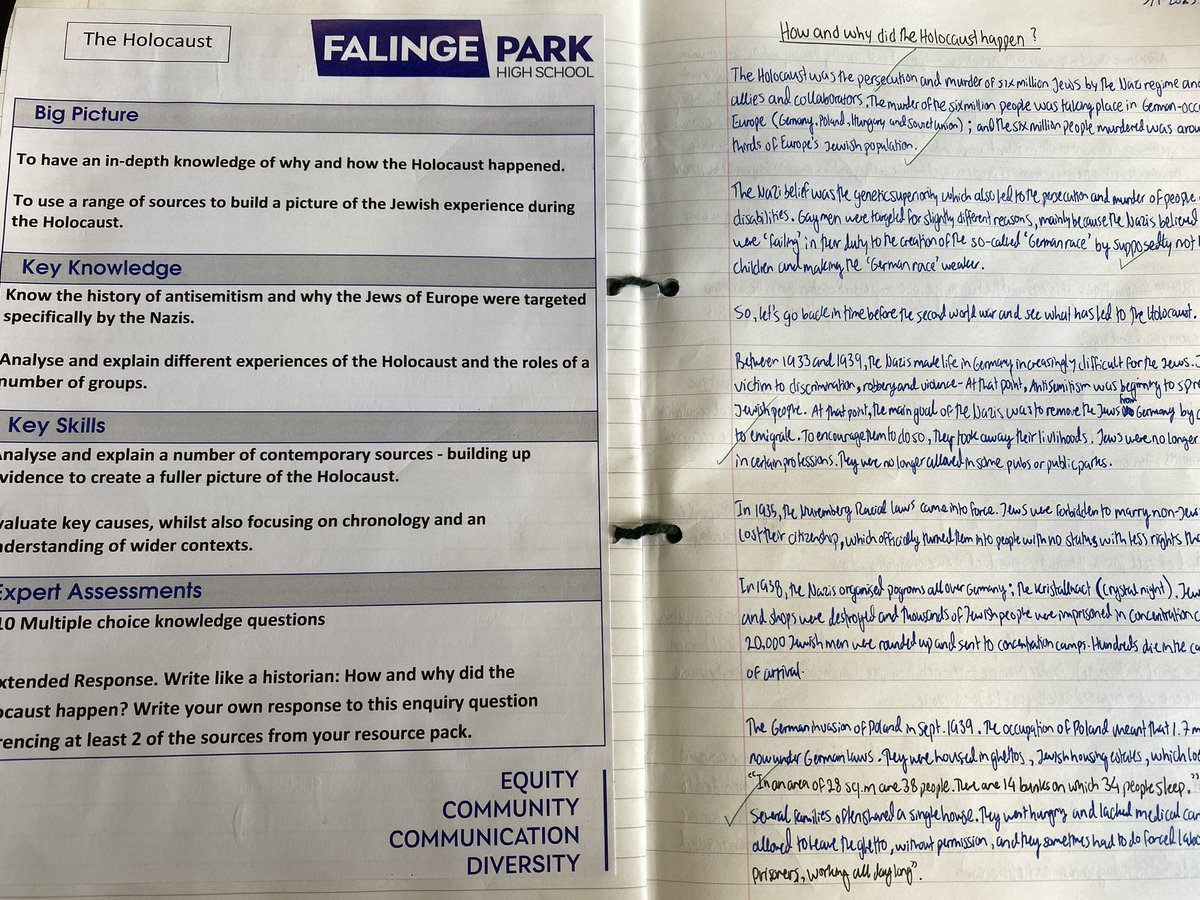 The Holocaust
FALINGE PARK
HIGH SCHOOL
Big Picture
To have an in-depth knowledge of why and how the Holocaust happened.
To use a range of sources to build a picture of the Jewish experience during
the Holocaust.
Key Knowledge
Know the history of antisemitism and why the Jews of Europe were targeted
specifically by the Nazis.
Analyse and explain different experiences of the Holocaust and the roles of a
number of groups.
Key Skills
Analyse and explain a number of contemporary sources - building up
vidence to create a fuller picture of the Holocaust.
valuate key causes, whilst also focusing on chronology and an
nderstanding of wider contexts.
Expert Assessments
10 Multiple choice knowledge questions
xtended Response. Write like a historian: How and why did the
ocaust happen? Write your own response to this enquiry question
rencing at least 2 of the sources from your resource pack.
EQUITY
COMMUNITY
COMMUNICATION
DIVERSITY
How and why did the Holocaust happen?
The Holocaust was the persecution and murder of six million Jews by the Nazi regime and
allies and collaborators. The murder of the six million people was taking place in German-occ
Europe (Germany, Poland, Hungary and Soviet union); and the six million people murdered was arou
thirds of Europe's Jewish population.
The Nazi belief was the genetic superiority which also led to the persecution and murder of people
disabilities. Gay men were targeted for slightly different reasons, mainly because the Nazis believed
were 'failing' in their duty to the creation of the so-called 'German race' by supposedly not
children and making the 'German race' weaker.
So, let's go back in time before the second world war and see what has led to the Holocaust.
Between 1933 and 1939, the Nazis made life in Germany increasingly difficult for the Jews.
victim to discrimination, robbery and violence - At that point, Antisemitism was beginning to spr
Jewish people. At that point, the main goal of the Nazis was to remove the Jews from Germany by
to emigrate. To encourage them to do so, they took away their livlihoods. Jews were no longer
in certain professions. They were no longer allowed in some pubs or public parks.
In 1935, the Nuremberg Racial laws came into force. Jews were forbidden to marry non-Jew
lost their citizenship, which officially turned them into people with no status with less rights tha
In 1938, the Nazis organised pogroms all over Germany: the Kristallnact (crystal night). Jew
and shops were destroyed and thousands of Jewish people were imprisoned in concentration c
20,000 Jewish men were rounded up and sent to concentration camps. Hundreds die in the ca
of arrival.
The German invasion of Poland in Sept. 1939. The occupation of Poland meant that 1.7 m
now under German laws. They were housed in ghettos, Jewish housing estates, which loo
"In an area of 28 sq.m are 38 people. There are 14 bunks on which 34 people sleep."
Several families often shared a single house. They went hungry and lacked medical car
allowed to leave the ghetto, without permission, and they sometimes had to do forced labo
prisoners, working all day long".